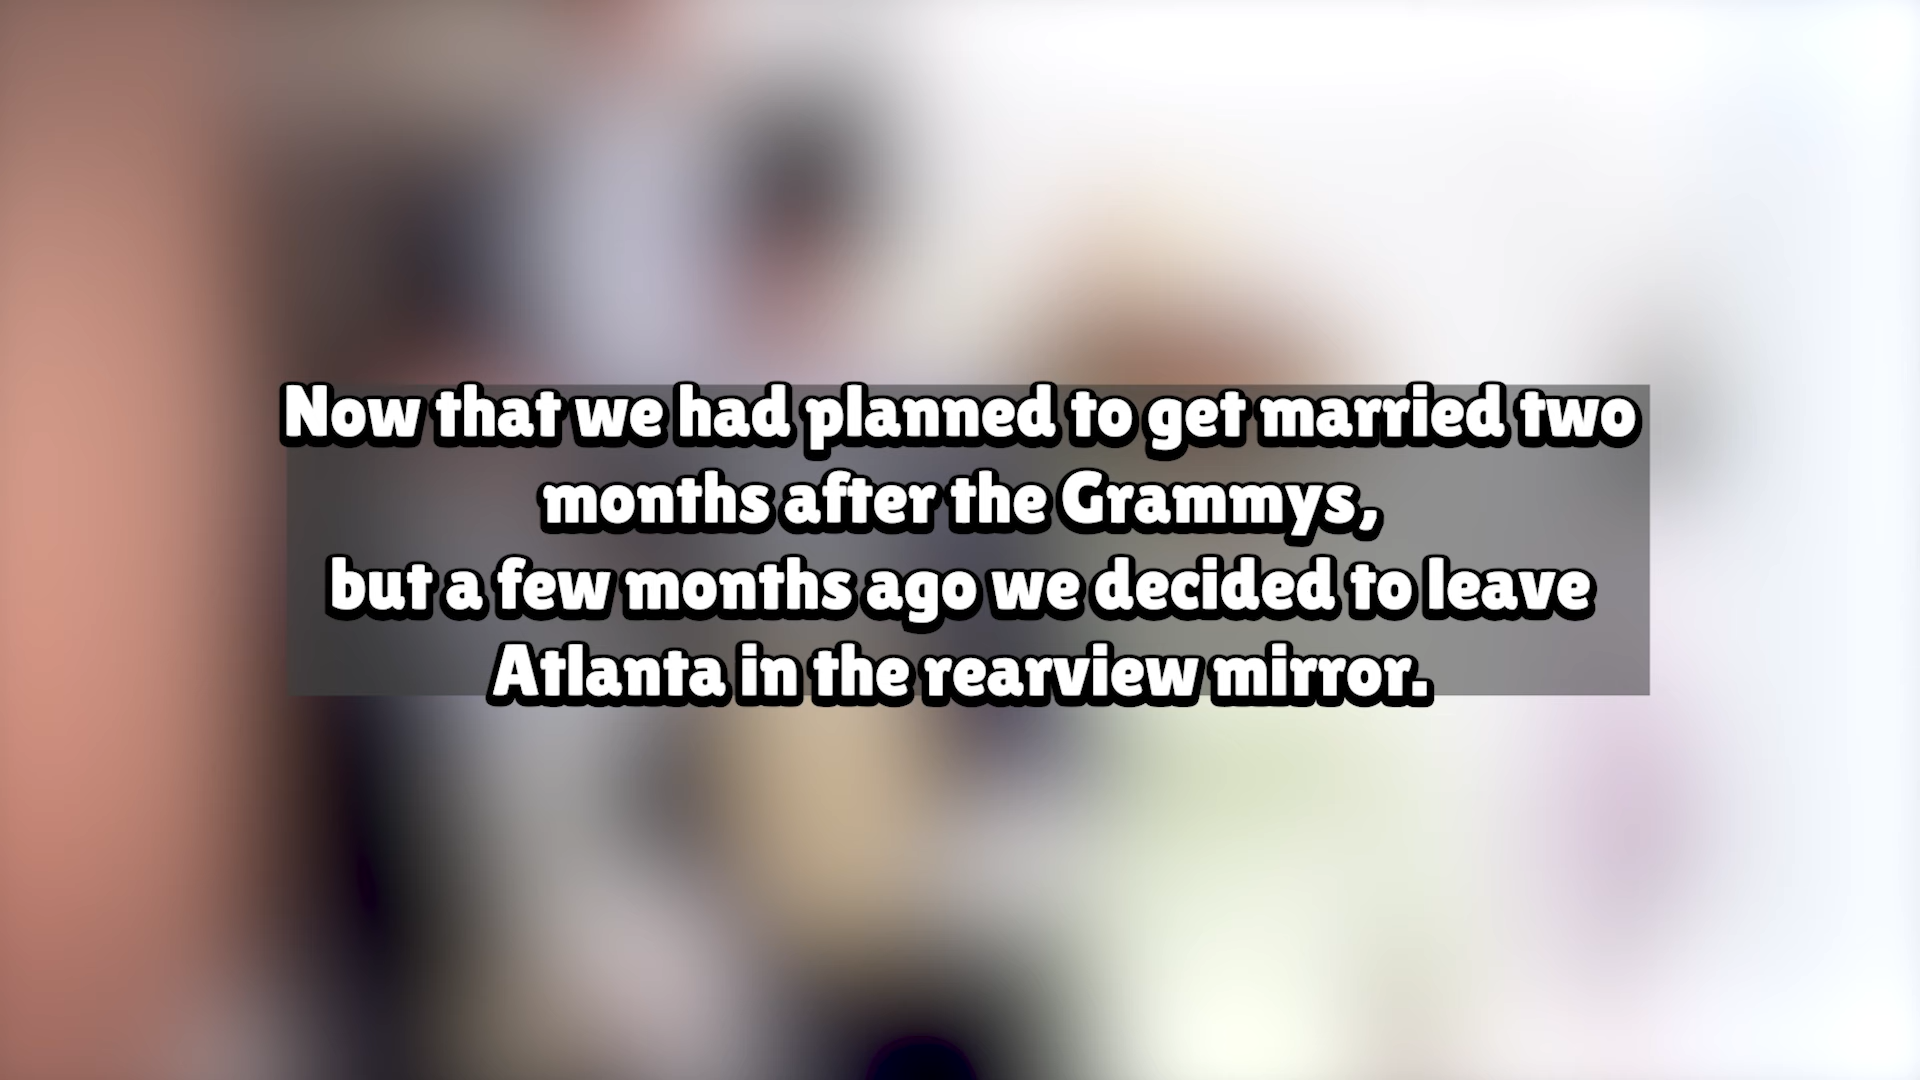 Now that we had planned to get married two
months after the Grammys,
but a few months ago we decided to leave
Atlanta in the rearview mirror.